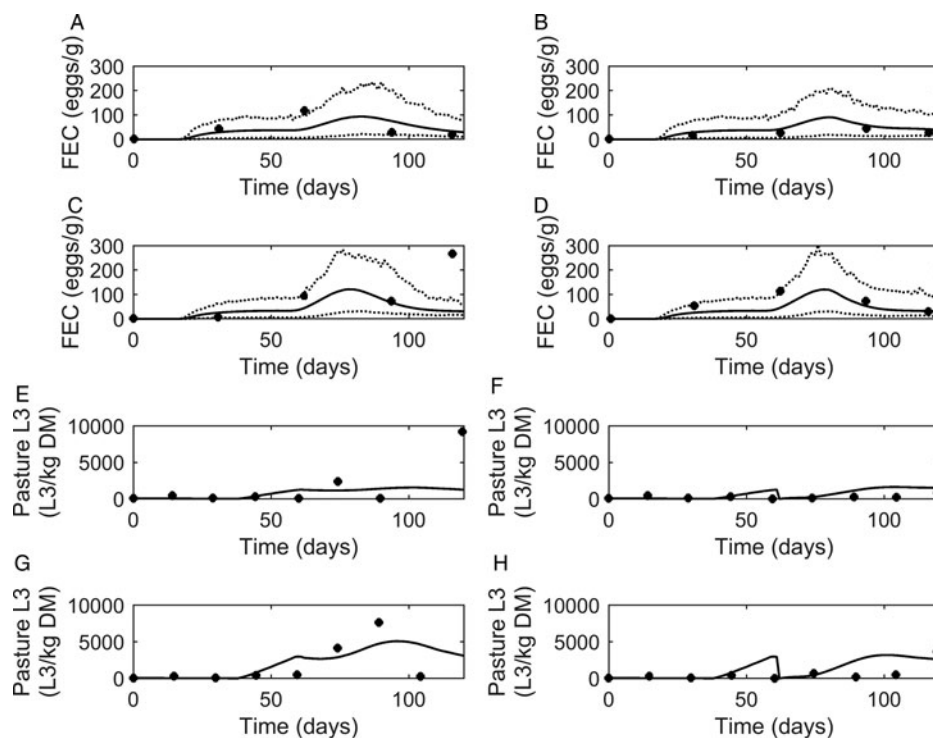 A
FEC (eggs/g)
300
200
100
0
0 50 100
Time (days)
B
FEC (eggs/g)
300
200
100
0
0 50 100
Time (days)
C
FEC (eggs/g)
300
200
100
0
0 50 100
Time (days)
D
FEC (eggs/g)
300
200
100
0
0 50 100
Time (days)
E
Pasture L3
(L3/kg DM)
10000
5000
0
0 50 100
Time (days)
F
Pasture L3
(L3/kg DM)
10000
5000
0
0 50 100
Time (days)
G
Pasture L3
(L3/kg DM)
10000
5000
0
0 50 100
Time (days)
H
Pasture L3
(L3/kg DM)
10000
5000
0
0 50 100
Time (days)